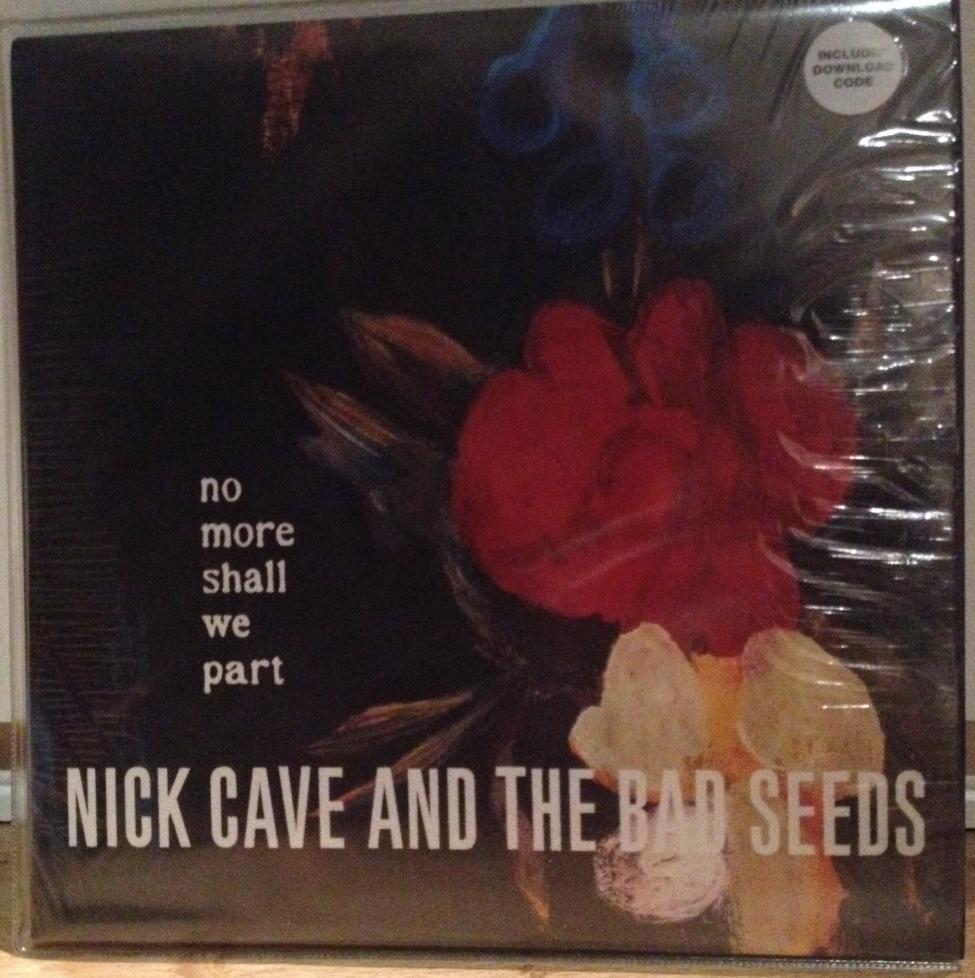 INCLUDES
DOWNLOAD
CODE
no
more
shall
we
part
NICK CAVE AND THE BAD SEEDS